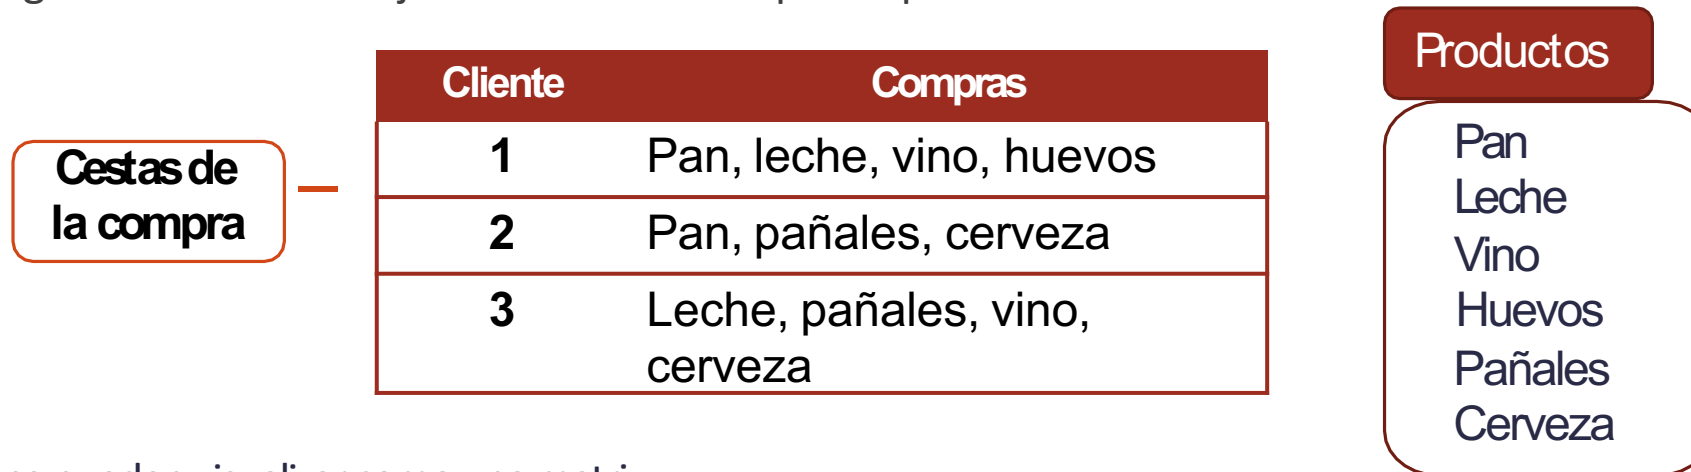 Productos
Cliente Compras
Cestas de
la compra
1 Pan, leche, vino, huevos
2 Pan, pañales, cerveza
3 Leche, pañales, vino,
cerveza
Pan
Leche
Vino
Huevos
Pañales
Cerveza